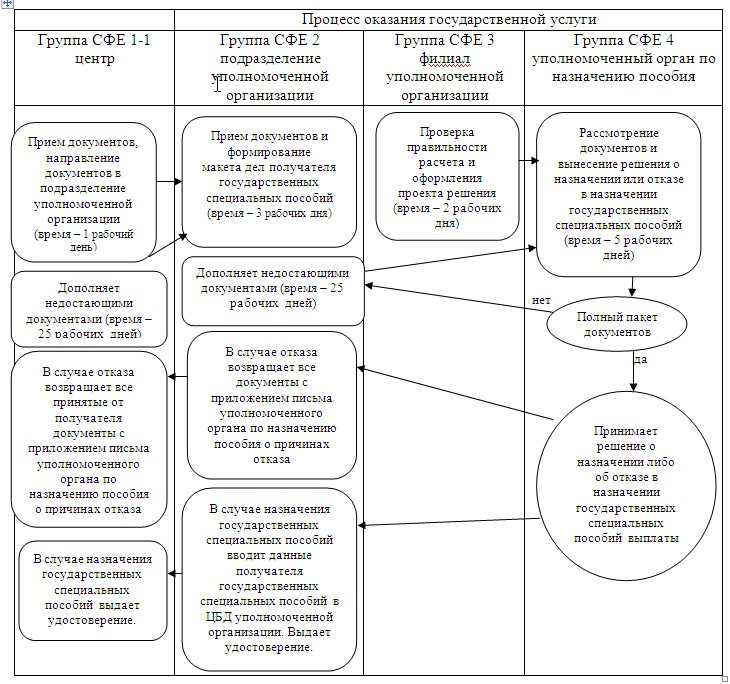 Процесс оказания государственной услуги
Группа СФЕ 1-1
центр
Группа СФЕ 2
подразделение
уполномоченной
организации
Группа СФЕ 3
филиал
уполномоченной
организации
Группа СФЕ 4
уполномоченный орган по
назначению пособия
Прием документов,
направление
документов в
подразделение
уполномоченной
организации
(время – 1 рабочий
день)
Прием документов и
формирование
макета дел получателя
государственных
специальных пособий
(время – 3 рабочих дня)
Проверка
правильности
расчета и
оформления
проекта решения
(время – 2 рабочих
дня)
Рассмотрение
документов и
вынесение решения о
назначении или отказе
в назначении
государственных
специальных пособий
(время – 5 рабочих
дней)
Дополняет
недостающими
документами (время –
25 рабочих дней)
Дополняет недостающими
документами (время – 25
рабочих дней)
нет
Полный пакет
документов
да
В случае отказа
возвращает все
принятые от
получателя
документы с
приложением письма
уполномоченного
органа по
назначению пособия
о причинах отказа
В случае отказа
возвращает все
документы с
приложением письма
уполномоченного
органа по назначению
пособия о причинах
отказа
Принимает
решение о
назначении либо
об отказе в
назначении
государственных
специальных
пособий выплаты
В случае назначения
государственных
специальных
пособий выдает
удостоверение.
В случае назначения
государственных
специальных пособий
вводит данные
получателя
государственных
специальных пособий в
ЦБД уполномоченной
организации. Выдает
удостоверение.